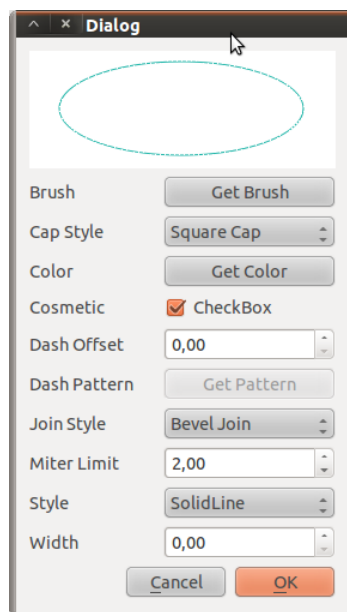 Dialog
Brush Get Brush
Cap Style Square Cap
Color Get Color
Cosmetic CheckBox
Dash Offset 0,00
Dash Pattern Get Pattern
Join Style Bevel Join
Miter Limit 2,00
Style SolidLine
Width 0,00
Cancel OK